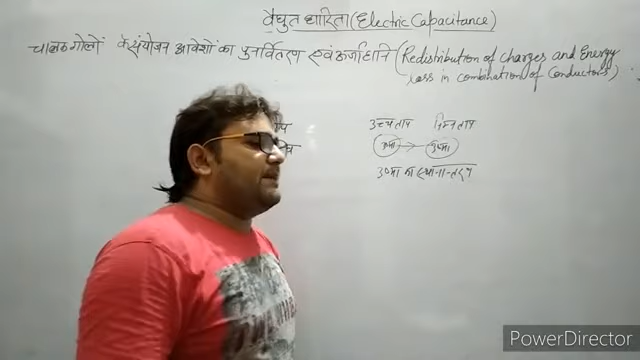 वैघुत धारिता (Electric Capacitance)
चालक गोलों के संयोजन आवेशों का पुनर्वितरण एवं ऊर्जा हानि (Redistribution of charges and Energy
loss in combination of Conductors)
उच्चताप निम्नताप
ऊष्मा → ऊष्मा
ऊष्मा का स्थानान्तरण
PowerDirector